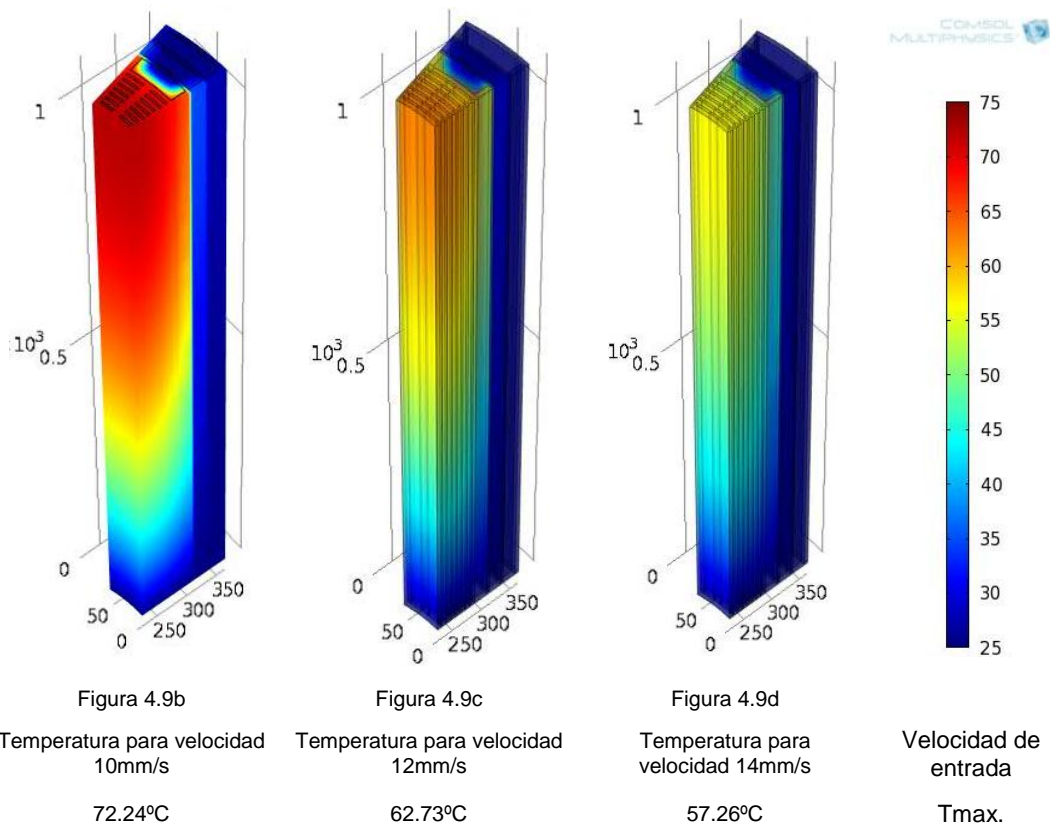 COMSOL
MULTIPHYSICS
1
10³
0.5
0
50
0
250
300
350
1
10³
0.5
0
50
0
250
300
350
1
10³
0.5
0
50
0
250
300
350
75
70
65
60
55
50
45
40
35
30
25
Figura 4.9b
Temperatura para velocidad
10mm/s
72.24ºC
Figura 4.9c
Temperatura para velocidad
12mm/s
62.73ºC
Figura 4.9d
Temperatura para
velocidad 14mm/s
57.26ºC
Velocidad de
entrada
Tmax.